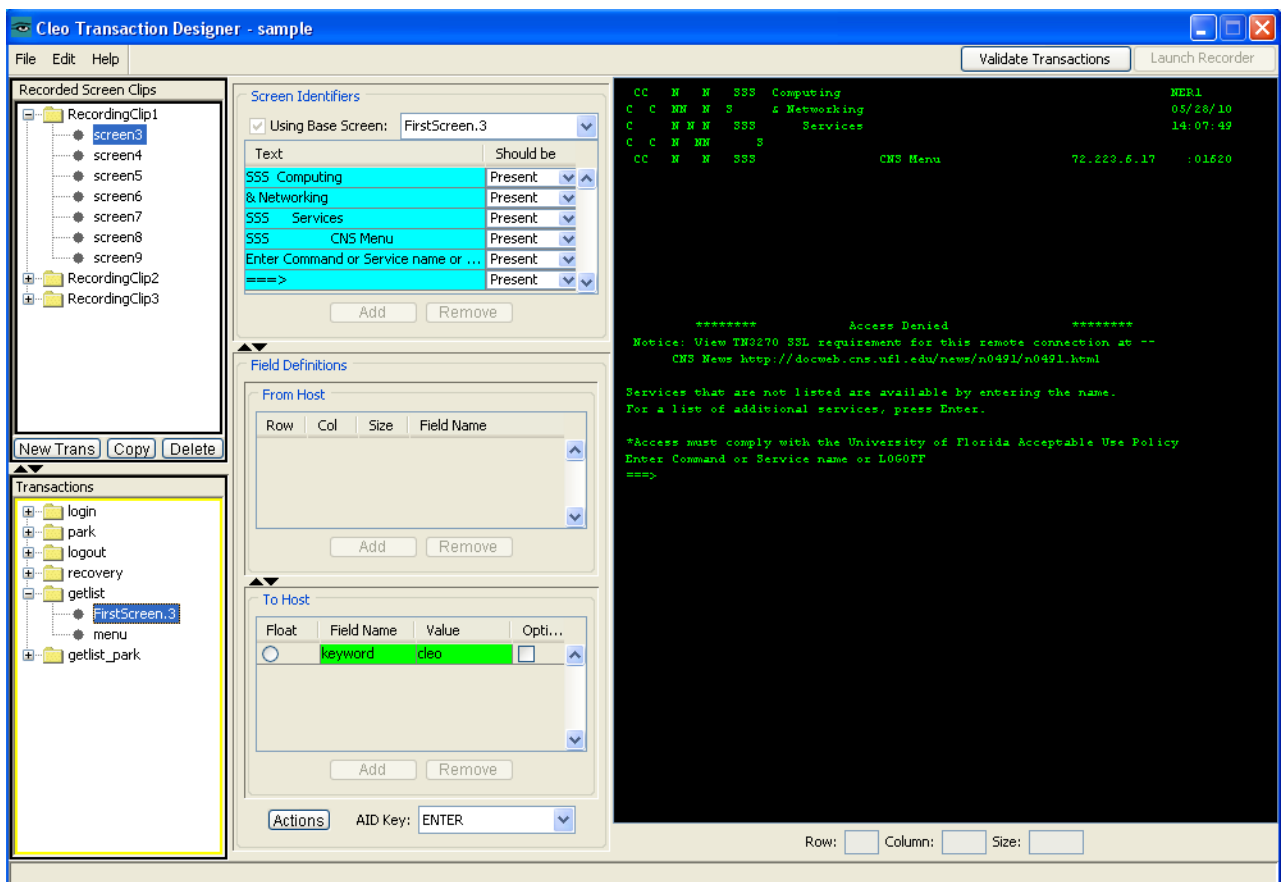 Cleo Transaction Designer - sample
File Edit Help
Validate Transactions
Launch Recorder
Recorded Screen Clips
RecordingClip1
screen3
screen4
screen5
screen6
screen7
screen8
screen9
RecordingClip2
RecordingClip3
New Trans Copy Delete
Transactions
login
park
logout
recovery
getlist
FirstScreen.3
menu
getlist_park
Screen Identifiers
Using Base Screen: FirstScreen.3
Text Should be
SSS Computing Present
& Networking Present
SSS Services Present
SSS CNS Menu Present
Enter Command or Service name or ... Present
===> Present
Add Remove
Field Definitions
From Host
Row Col Size Field Name
Add Remove
To Host
Float Field Name Value Opti...
keyword cleo
Add Remove
Actions AID Key: ENTER
CC N N SSS Computing NER1
C C NN N S & Networking 05/28/10
C N N N SSS Services 14:07:49
C C N NN S
CC N N SSS CNS Menu 72.223.6.17 :01620
******** Access Denied ********
Notice: View TN3270 SSL requirement for this remote connection at --
CNS News http://docweb.cns.ufl.edu/news/n0491/n0491.html
Services that are not listed are available by entering the name.
For a list of additional services, press Enter.
*Access must comply with the University of Florida Acceptable Use Policy
Enter Command or Service name or LOGOFF
===>
Row: Column: Size: